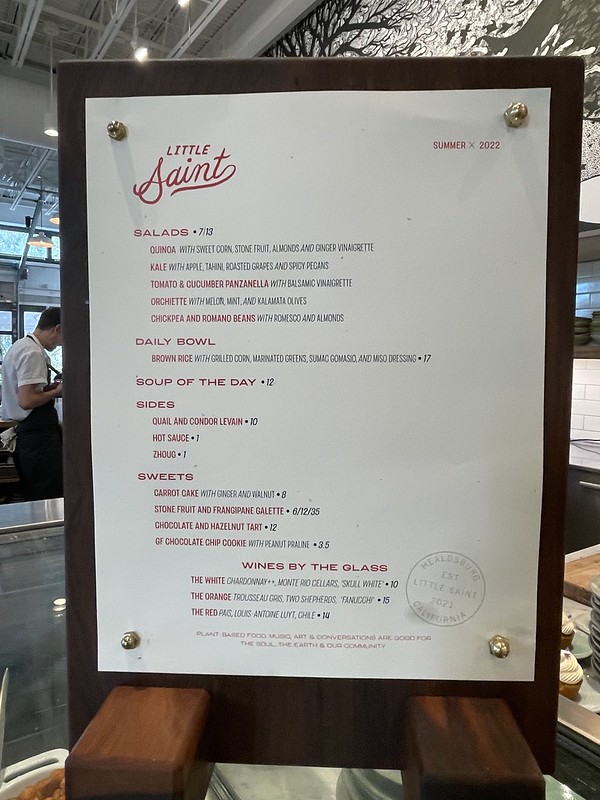 LITTLE
Saint
SUMMER × 2022
SALADS • 7/13
QUINOA WITH SWEET CORN, STONE FRUIT, ALMONDS AND GINGER VINAIGRETTE
KALE WITH APPLE, TAHINI, ROASTED GRAPES AND SPICY PECANS
TOMATO & CUCUMBER PANZANELLA WITH BALSAMIC VINAIGRETTE
ORCHIETTE WITH MELON, MINT, AND KALAMATA OLIVES
CHICKPEA AND ROMANO BEANS WITH ROMESCO AND ALMONDS
DAILY BOWL
BROWN RICE WITH GRILLED CORN, MARINATED GREENS, SUMAC GOMASIO, AND MISO DRESSING • 17
SOUP OF THE DAY • 12
SIDES
QUAIL AND CONDOR LEVAIN • 10
HOT SAUCE • 1
ZHOUG • 1
SWEETS
CARROT CAKE WITH GINGER AND WALNUT • 8
STONE FRUIT AND FRANGIPANE GALETTE • 6/12/35
CHOCOLATE AND HAZELNUT TART • 12
GF CHOCOLATE CHIP COOKIE WITH PEANUT PRALINE • 3.5
WINES BY THE GLASS
THE WHITE CHARDONNAY++, MONTE RIO CELLARS, 'SKULL WHITE' • 10
THE ORANGE TROUSSEAU GRIS, TWO SHEPHERDS, 'FANUCCHI' • 15
THE RED PAIS, LOUIS-ANTOINE LUYT, CHILE • 14
HEALDSBURG
EST
LITTLE SAINT
2021
CALIFORNIA
PLANT-BASED FOOD, MUSIC, ART & CONVERSATIONS ARE GOOD FOR
THE SOUL, THE EARTH & OUR COMMUNITY